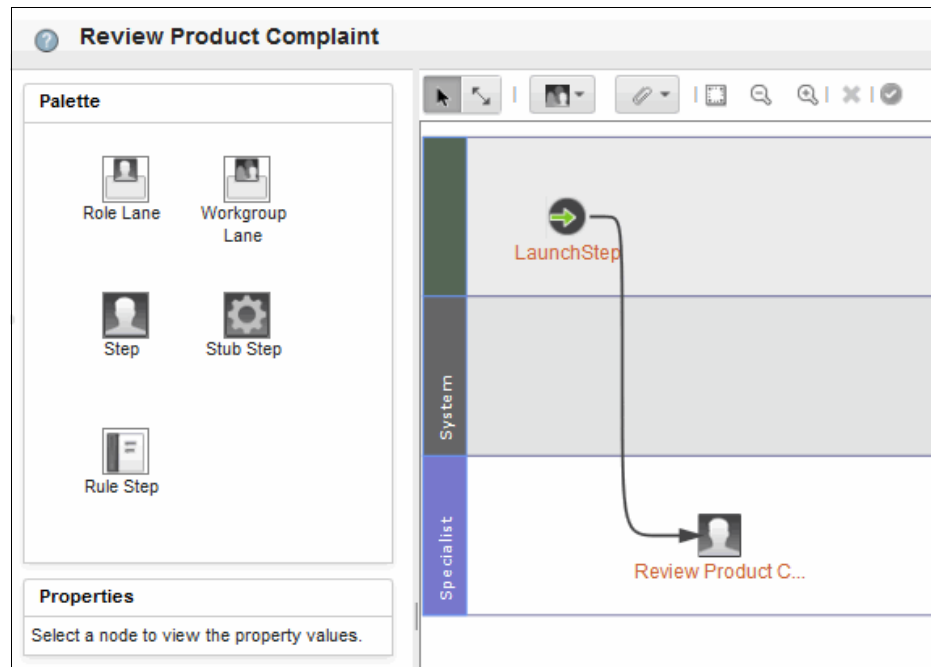 Review Product Complaint
Palette
Role Lane
Workgroup
Lane
Step
Stub Step
Rule Step
Properties
Select a node to view the property values.
LaunchStep
System
Specialist
Review Product C...